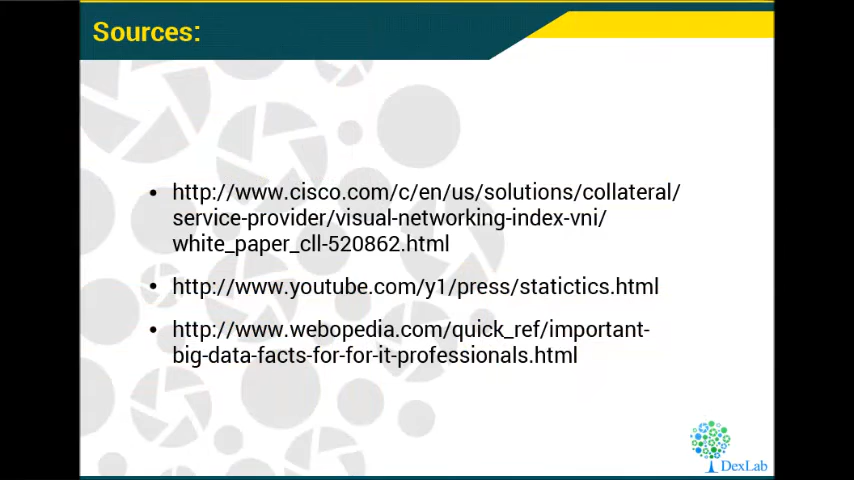 Sources:
• http://www.cisco.com/c/en/us/solutions/collateral/
service-provider/visual-networking-index-vni/
white_paper_cll-520862.html
• http://www.youtube.com/y1/press/statictics.html
• http://www.webopedia.com/quick_ref/important-
big-data-facts-for-for-it-professionals.html
DexLab